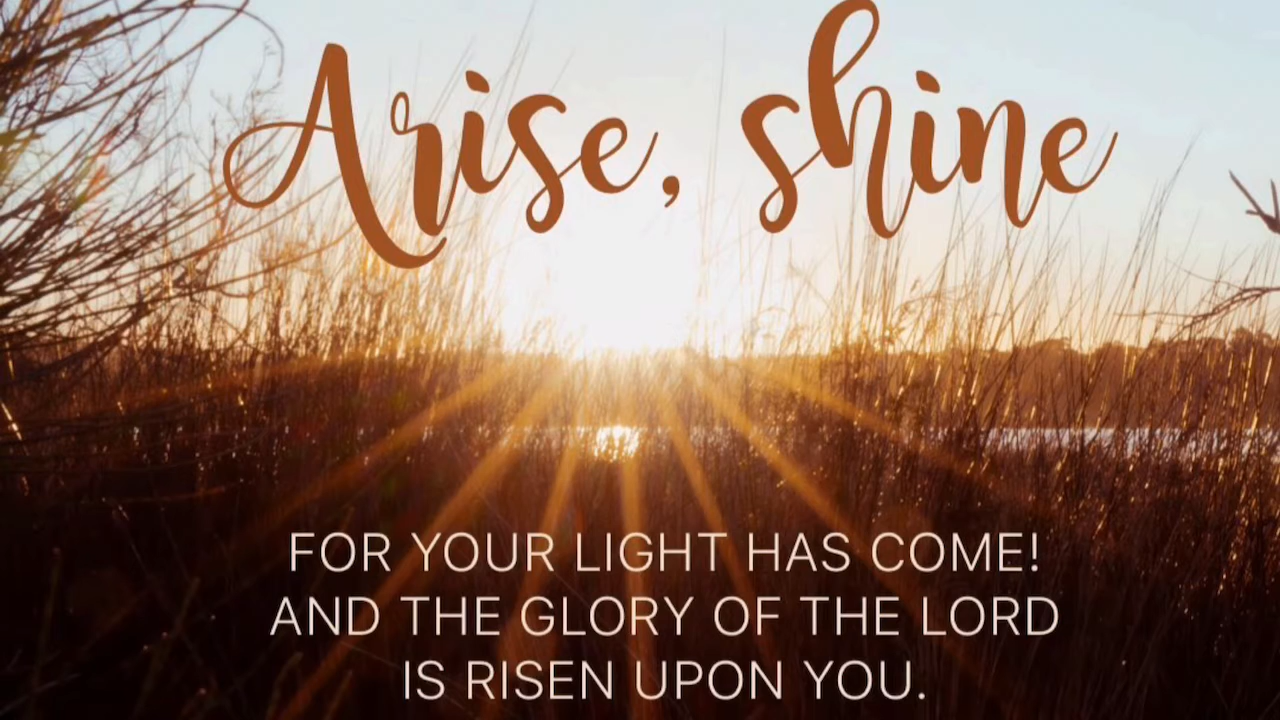 Arise, shine
FOR YOUR LIGHT HAS COME!
AND THE GLORY OF THE LORD
IS RISEN UPON YOU.